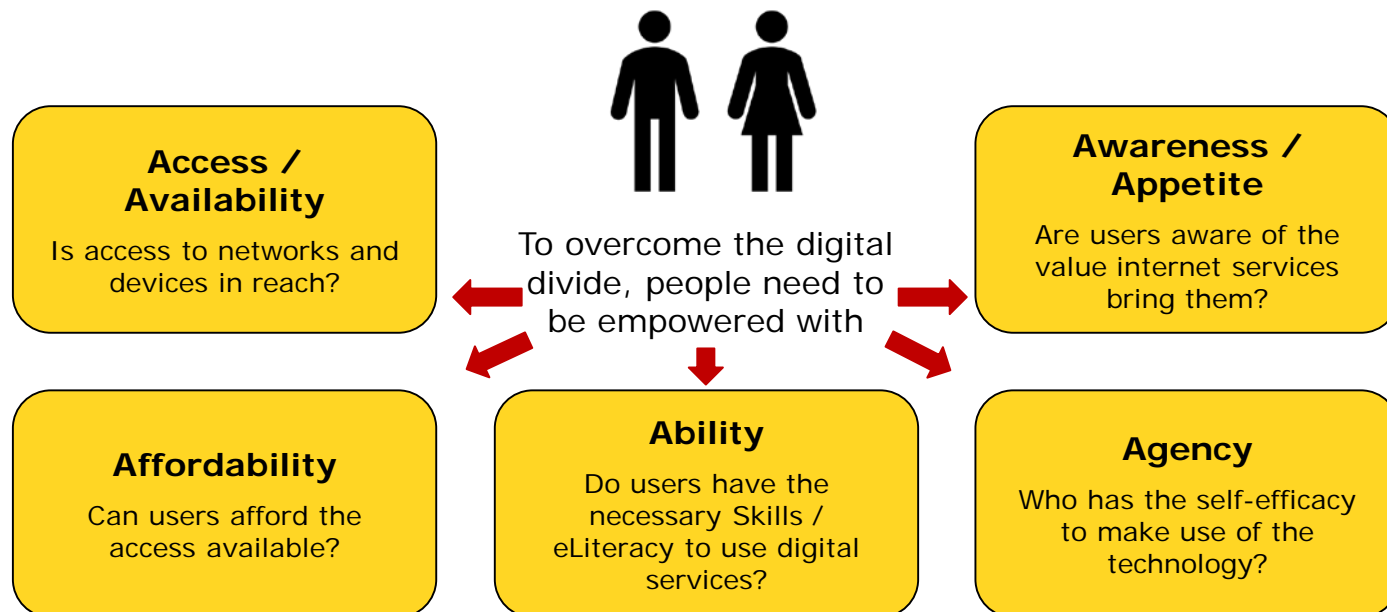 Access /
Availability
Is access to networks and
devices in reach?
To overcome the digital
divide, people need to
be empowered with
Awareness /
Appetite
Are users aware of the
value internet services
bring them?
Affordability
Can users afford the
access available?
Ability
Do users have the
necessary Skills /
eLiteracy to use digital
services?
Agency
Who has the self-efficacy
to make use of the
technology?